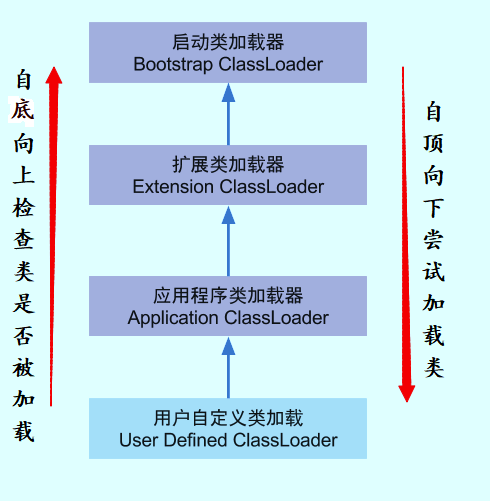 启动类加载器
Bootstrap ClassLoader
扩展类加载器
Extension ClassLoader
应用程序类加载器
Application ClassLoader
用户自定义类加载
User Defined ClassLoader
自底向上检查类是否被加载
自顶向下尝试加载类